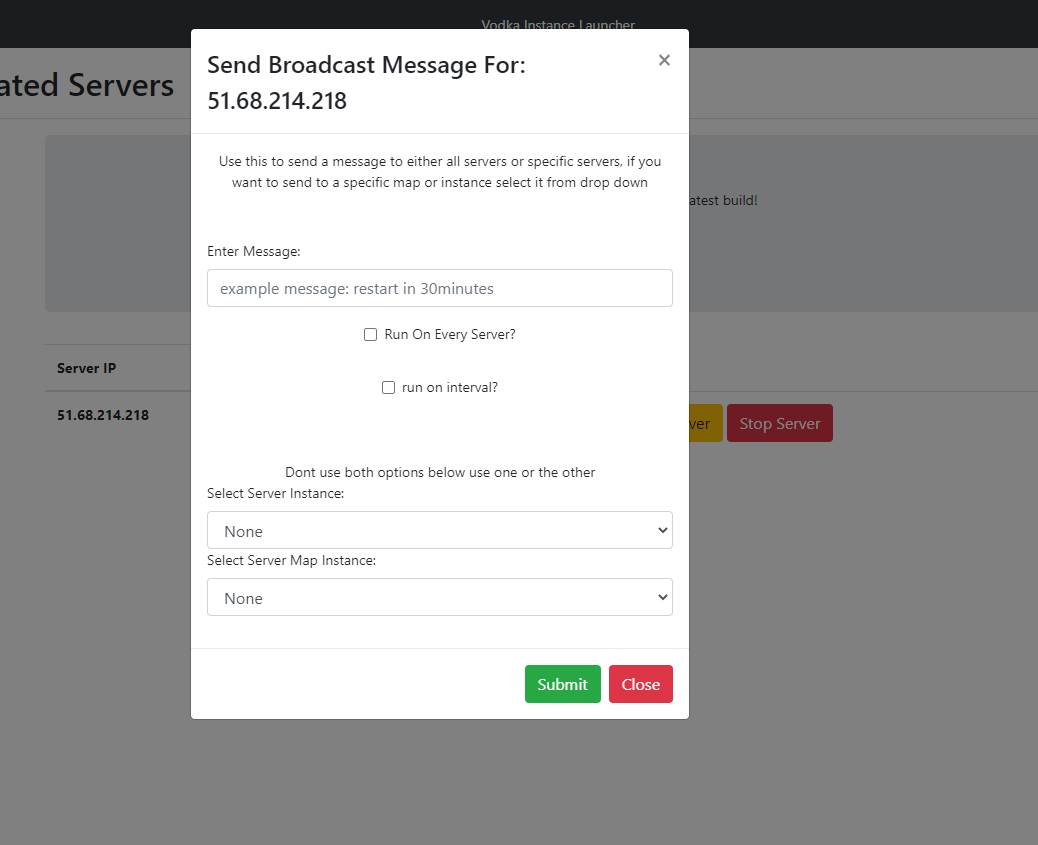 Vodka Instance Launcher
ated Servers
Send Broadcast Message For:
51.68.214.218
×
Use this to send a message to either all servers or specific servers, if you
want to send to a specific map or instance select it from drop down
atest build!
Enter Message:
example message: restart in 30minutes
Run On Every Server?
Server IP
run on interval?
51.68.214.218
ver
Stop Server
Dont use both options below use one or the other
Select Server Instance:
None
Select Server Map Instance:
None
Submit
Close